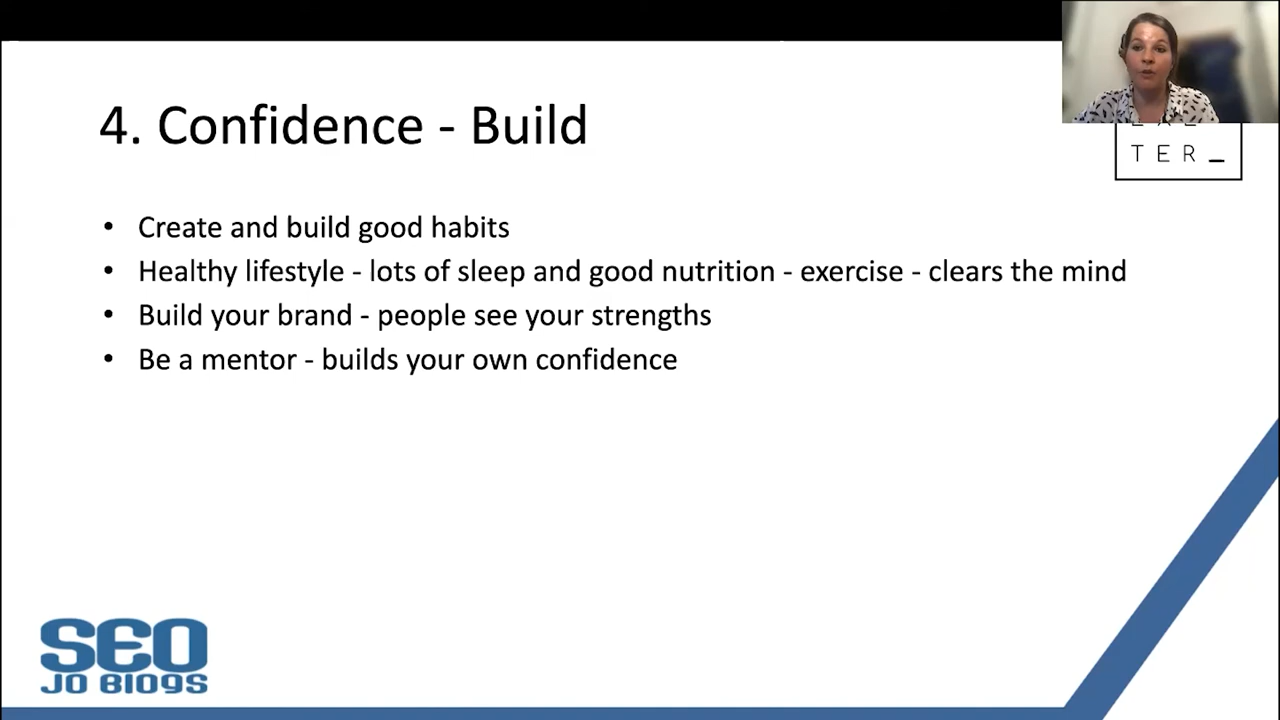 4. Confidence - Build
TER_
• Create and build good habits
• Healthy lifestyle - lots of sleep and good nutrition - exercise - clears the mind
• Build your brand - people see your strengths
• Be a mentor - builds your own confidence
SEO
JO BlOgS